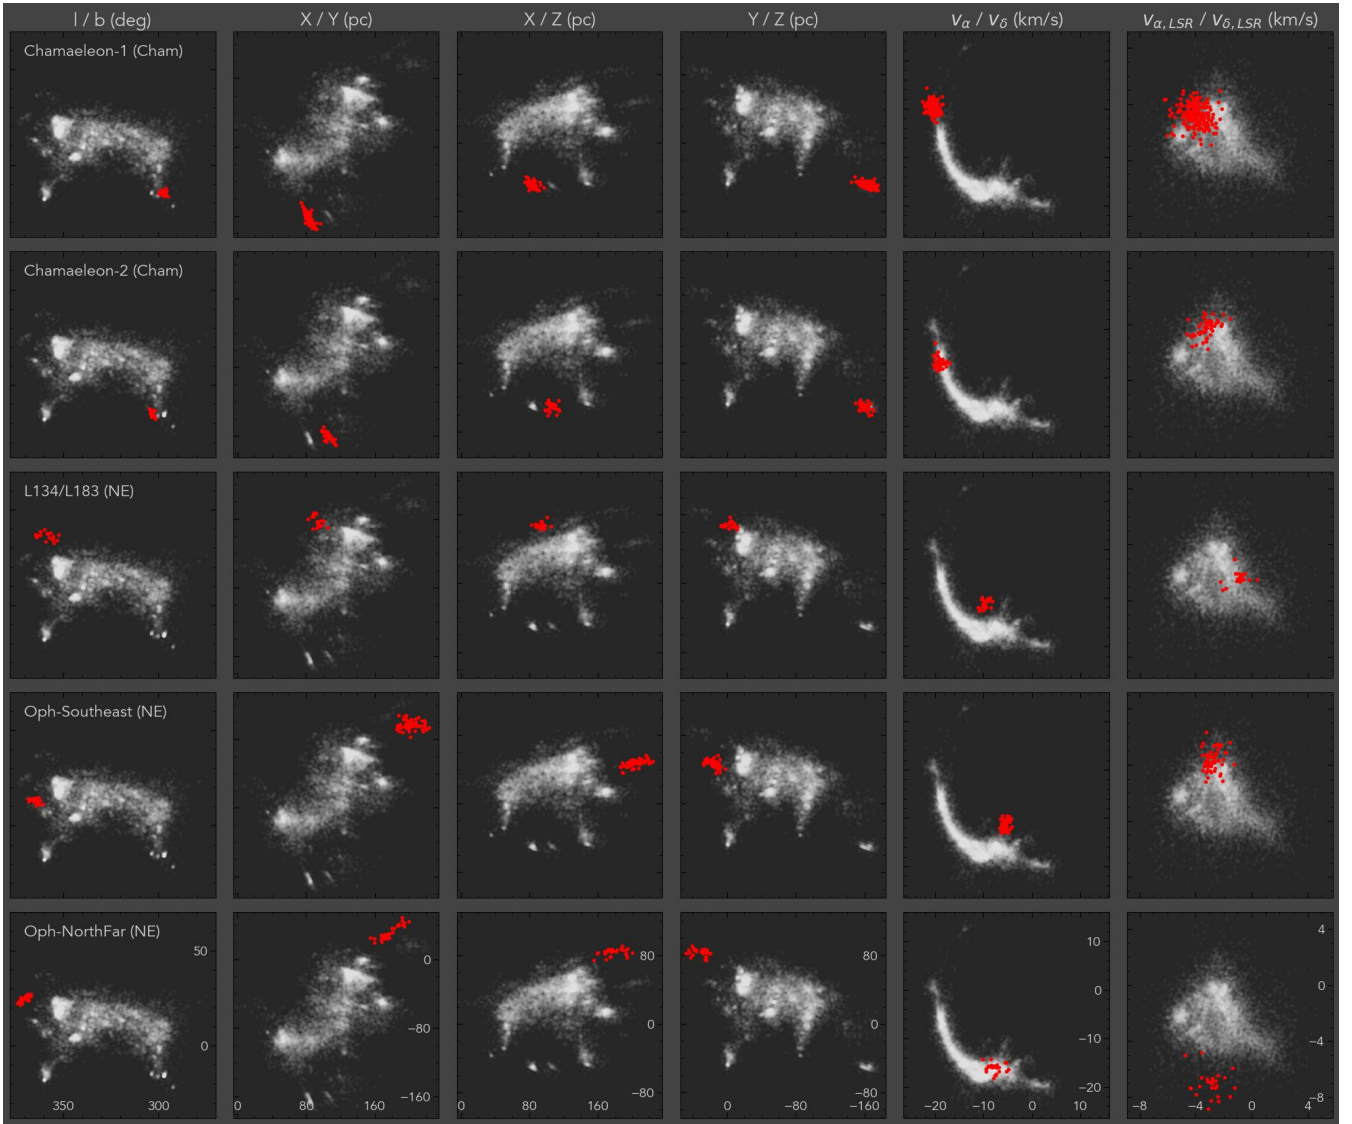 l / b (deg) X / Y (pc) X / Z (pc) Y / Z (pc) vα / vδ (km/s) vα,LSR / vδ,LSR (km/s)
Chamaeleon-1 (Cham)
Chamaeleon-2 (Cham)
L134/L183 (NE)
Oph-Southeast (NE)
Oph-NorthFar (NE)
50 0 80 80 10 4
0 −80 0 0 0 0
−10 −4
−160 −80 −80 −20 −8
350 300 0 80 160 0 80 160 0 −80 −160 −20 −10 0 10 −8 −4 0 4